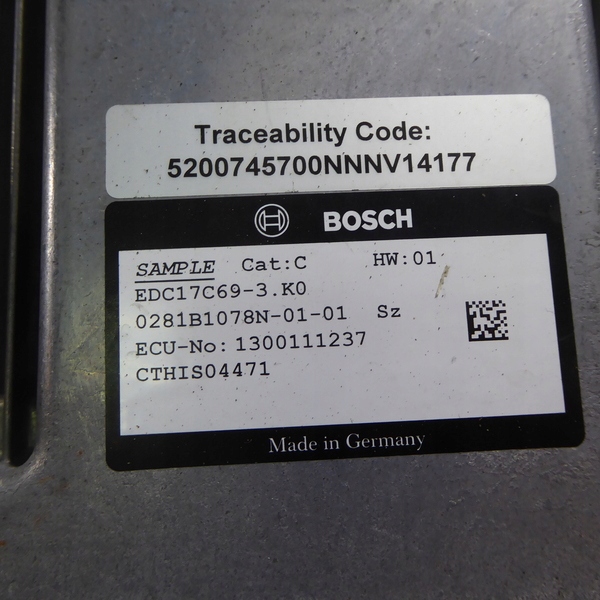 Traceability Code:
5200745700NNNV14177
BOSCH
SAMPLE Cat:C HW:01
EDC17C69-3.K0
0281B1078N-01-01 Sz
ECU-No: 1300111237
CTHIS04471
Made in Germany